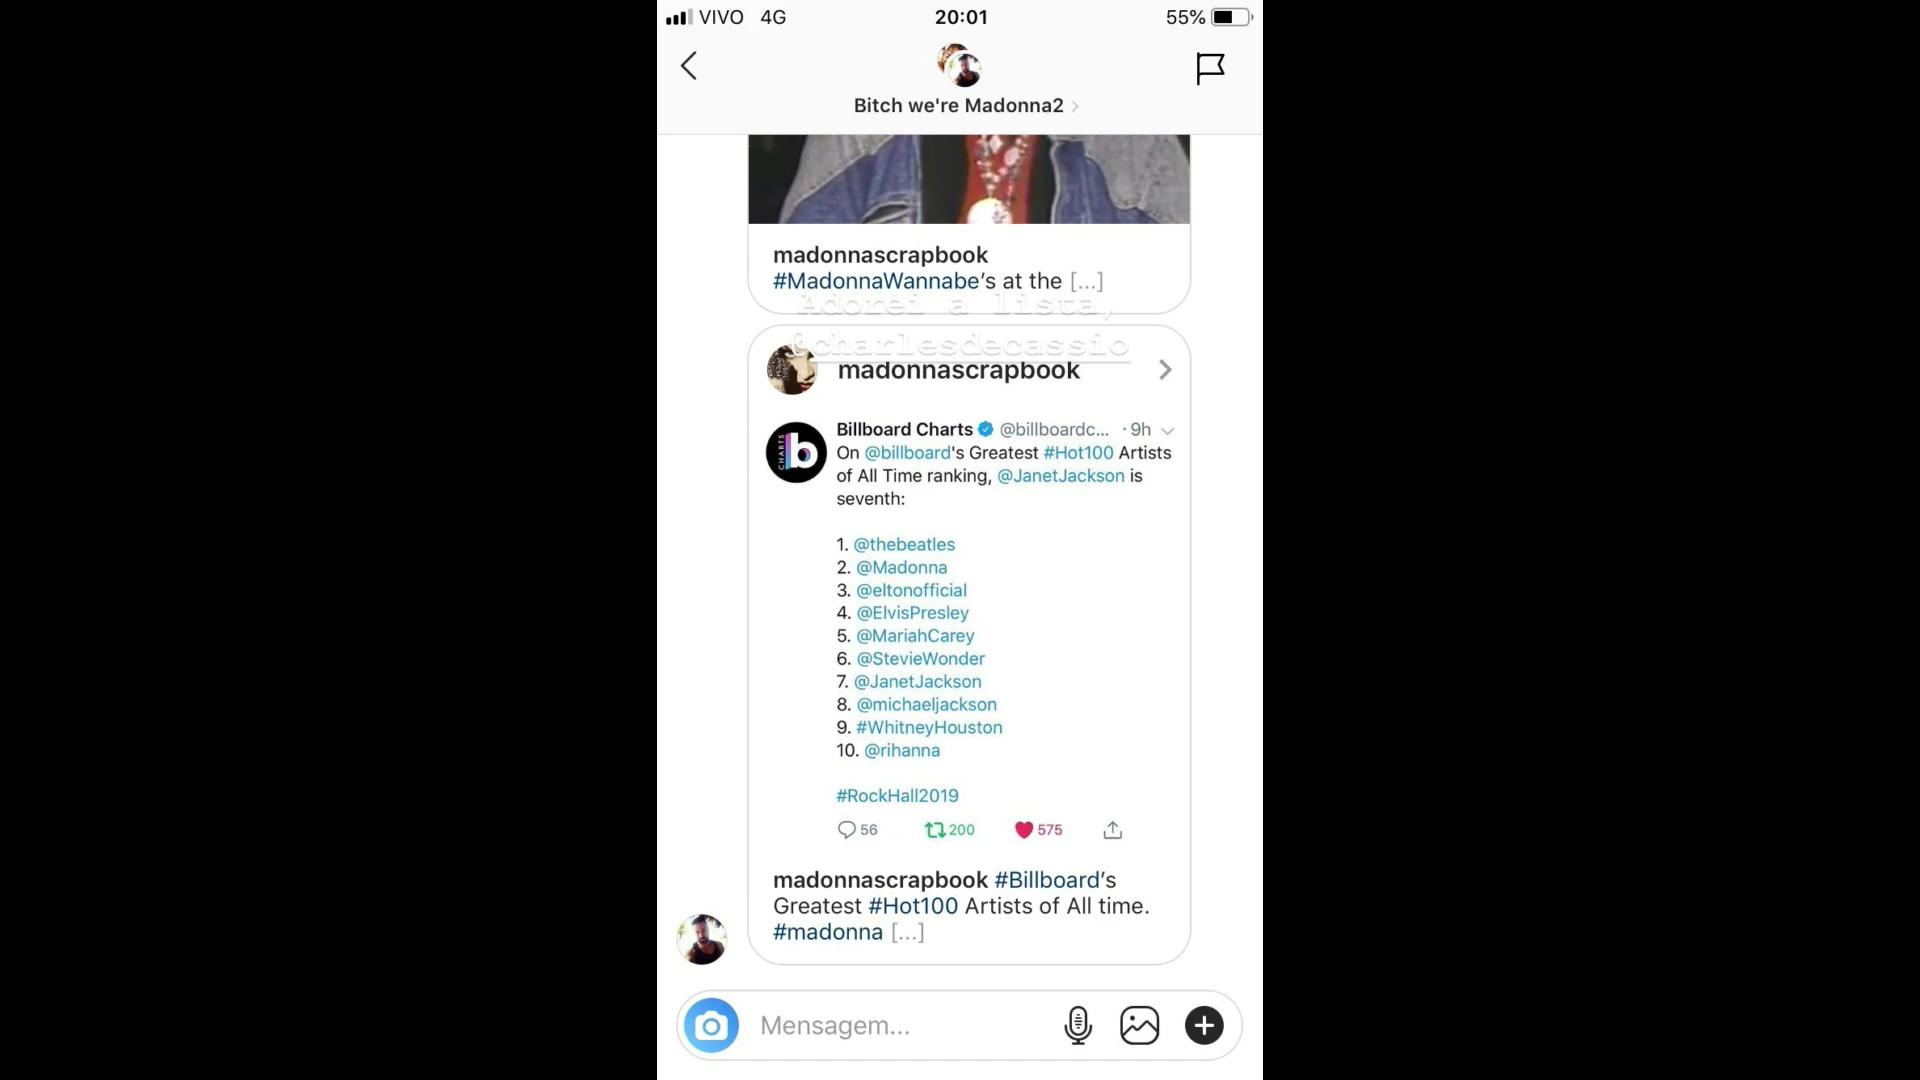 VIVO 4G 20:01 55%
Bitch we're Madonna2
madonnascrapbook
#MadonnaWannabe’s at the [...]
Adorei a lista,
@charlesdecassio
madonnascrapbook
Billboard Charts @billboardc... · 9h
On @billboard's Greatest #Hot100 Artists
of All Time ranking, @JanetJackson is
seventh:
1. @thebeatles
2. @Madonna
3. @eltonofficial
4. @ElvisPresley
5. @MariahCarey
6. @StevieWonder
7. @JanetJackson
8. @michaeljackson
9. #WhitneyHouston
10. @rihanna
#RockHall2019
56 200 575
madonnascrapbook #Billboard’s
Greatest #Hot100 Artists of All time.
#madonna [...]
Mensagem...
CHARTS b